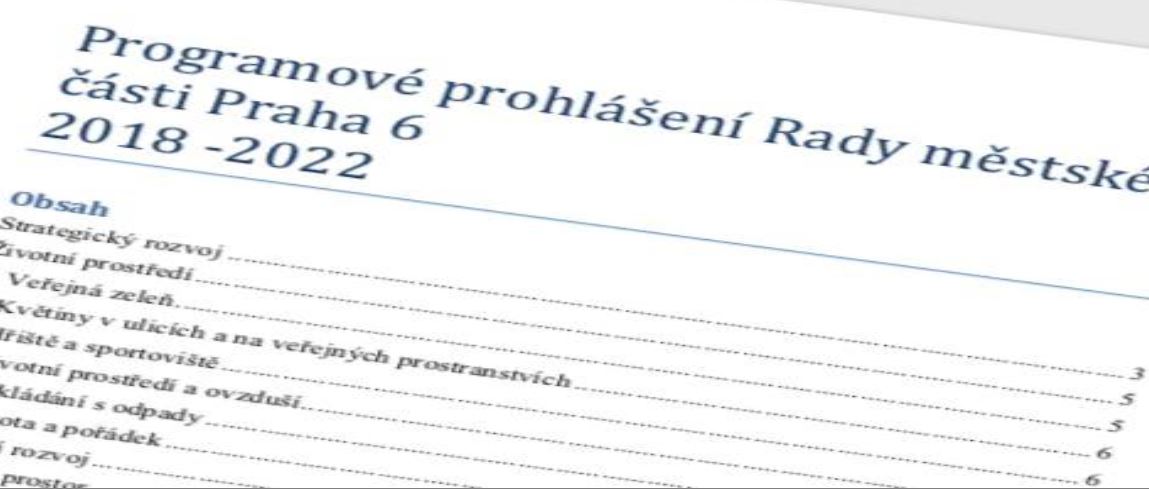 Programové prohlášení Rady městské
části Praha 6
2018 -2022
Obsah
Strategický rozvoj ........ 3
Životní prostředí ........ 5
Veřejná zeleň ........ 5
Květiny v ulicích a na veřejných prostranstvích ........ 6
řiště a sportoviště ........ 6
votní prostředí a ovzduší ........
kládání s odpady ........
ota a pořádek ........
í rozvoj ........
prostor